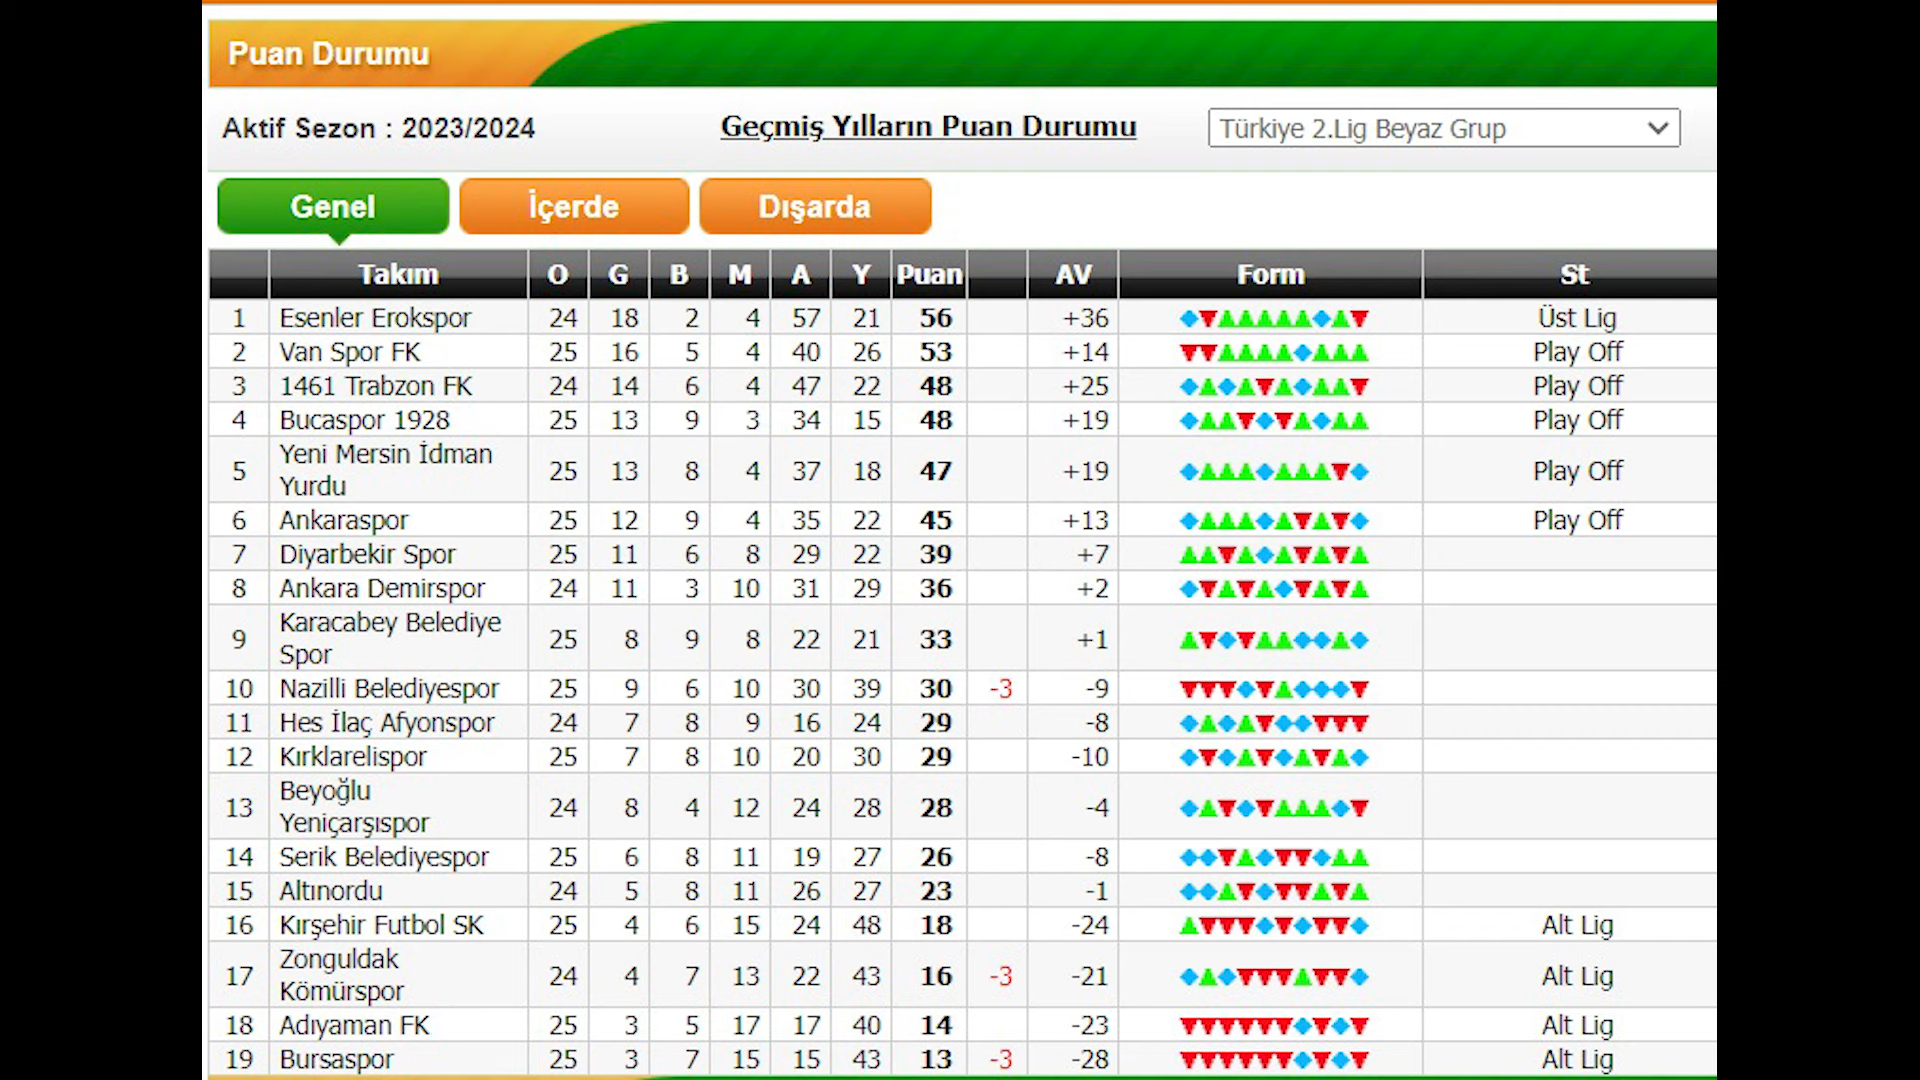 Puan Durumu
Aktif Sezon : 2023/2024 Geçmiş Yılların Puan Durumu Türkiye 2.Lig Beyaz Grup
Genel İçerde Dışarda
Takım O G B M A Y Puan AV Form St
1 Esenler Erokspor 24 18 2 4 57 21 56 +36 Üst Lig
2 Van Spor FK 25 16 5 4 40 26 53 +14 Play Off
3 1461 Trabzon FK 24 14 6 4 47 22 48 +25 Play Off
4 Bucaspor 1928 25 13 9 3 34 15 48 +19 Play Off
5 Yeni Mersin İdman
Yurdu 25 13 8 4 37 18 47 +19 Play Off
6 Ankaraspor 25 12 9 4 35 22 45 +13 Play Off
7 Diyarbekir Spor 25 11 6 8 29 22 39 +7
8 Ankara Demirspor 24 11 3 10 31 29 36 +2
9 Karacabey Belediye
Spor 25 8 9 8 22 21 33 +1
10 Nazilli Belediyespor 25 9 6 10 30 39 30 -3 -9
11 Hes İlaç Afyonspor 24 7 8 9 16 24 29 -8
12 Kırklarelispor 25 7 8 10 20 30 29 -10
13 Beyoğlu
Yeniçarşıspor 24 8 4 12 24 28 28 -4
14 Serik Belediyespor 25 6 8 11 19 27 26 -8
15 Altınordu 24 5 8 11 26 27 23 -1
16 Kırşehir Futbol SK 25 4 6 15 24 48 18 -24 Alt Lig
17 Zonguldak
Kömürspor 24 4 7 13 22 43 16 -3 -21 Alt Lig
18 Adıyaman FK 25 3 5 17 17 40 14 -23 Alt Lig
19 Bursaspor 25 3 7 15 15 43 13 -3 -28 Alt Lig